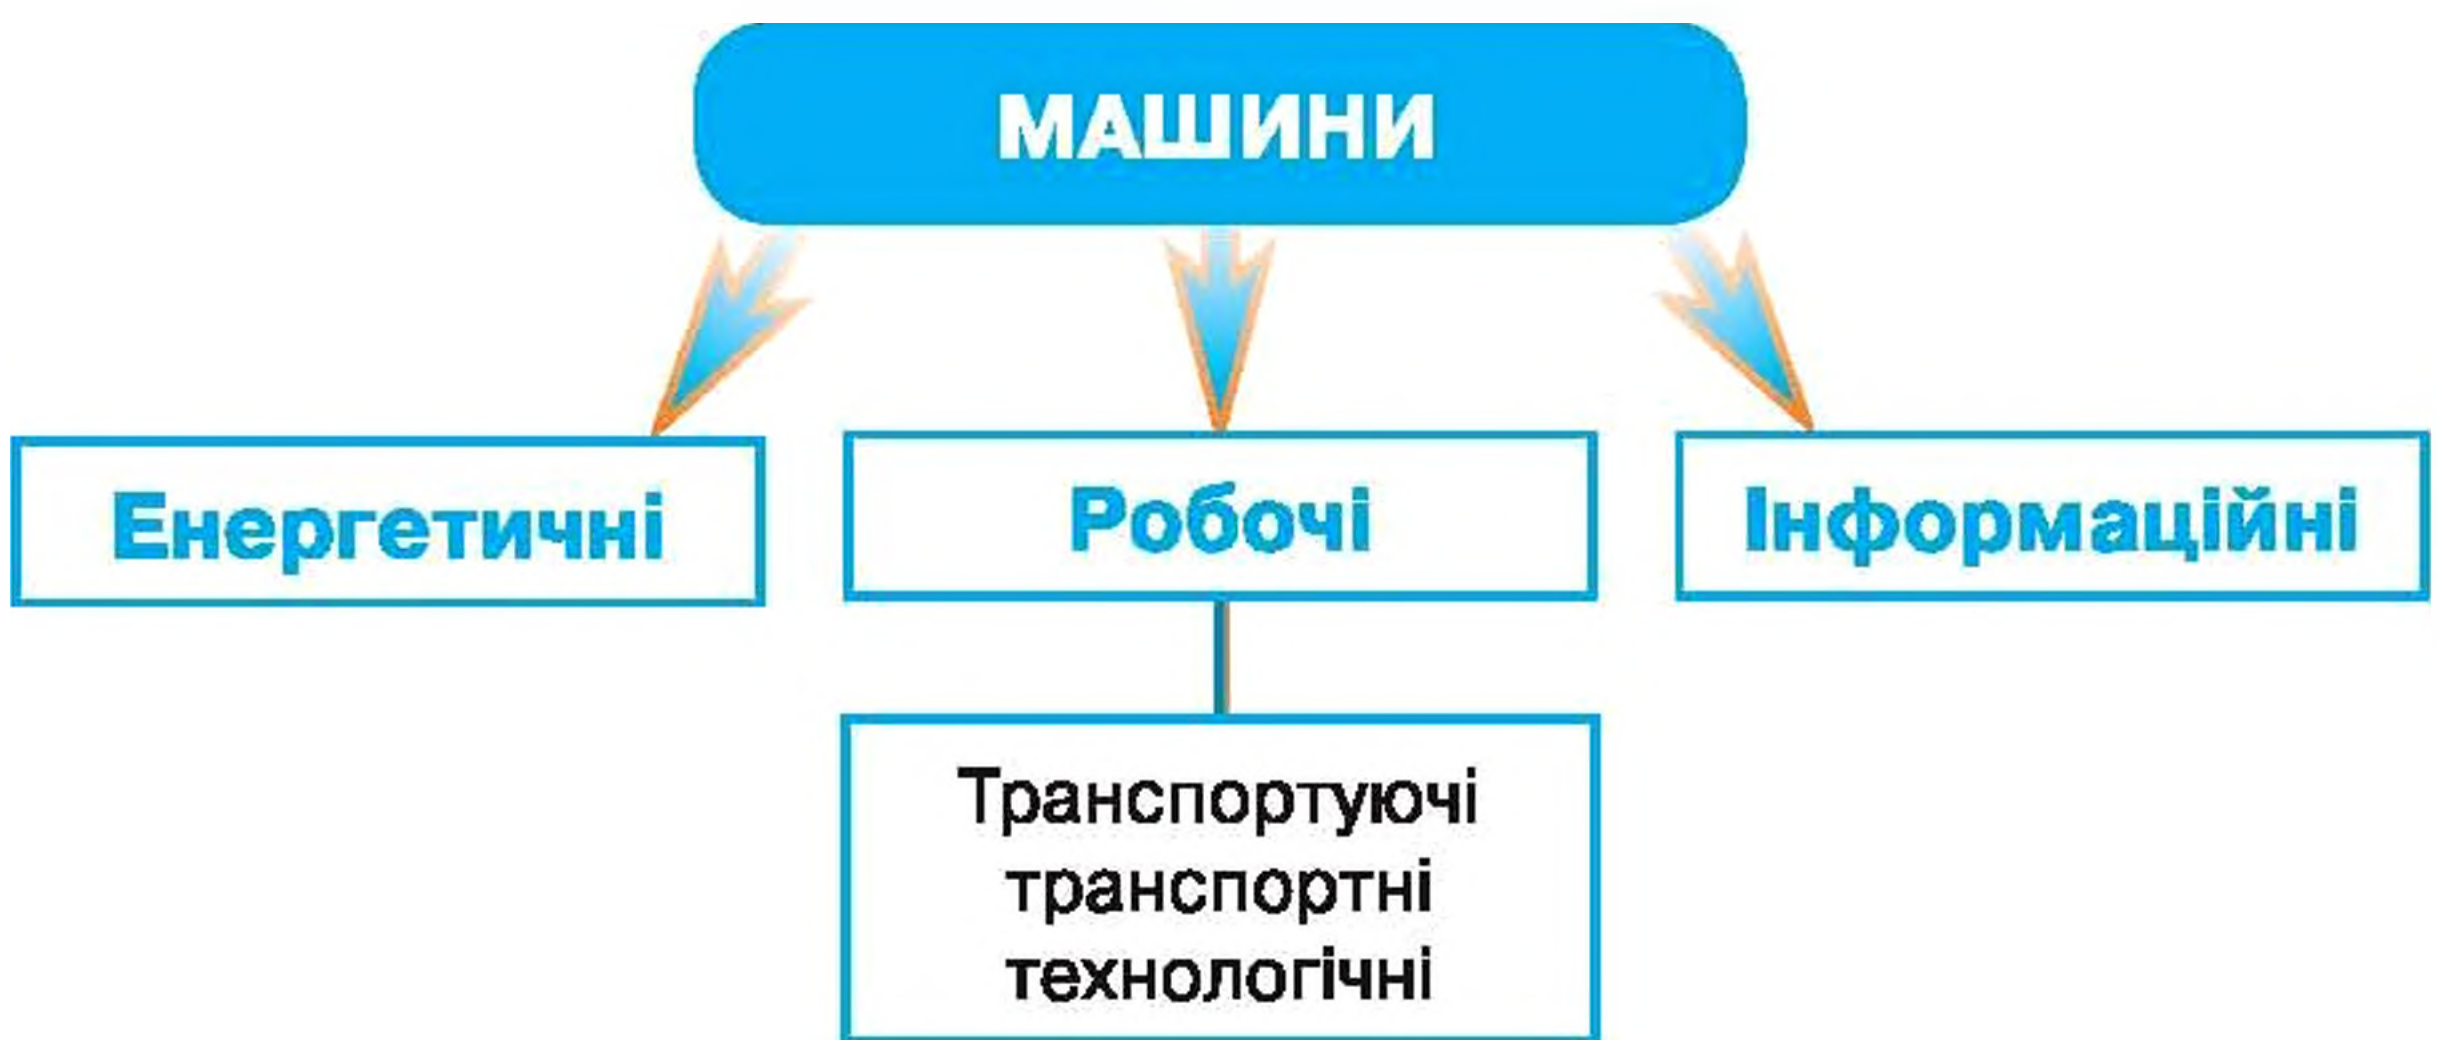 МАШИНИ
Енергетичні
Робочі
Інформаційні
Транспортуючі
транспортні
технологічні